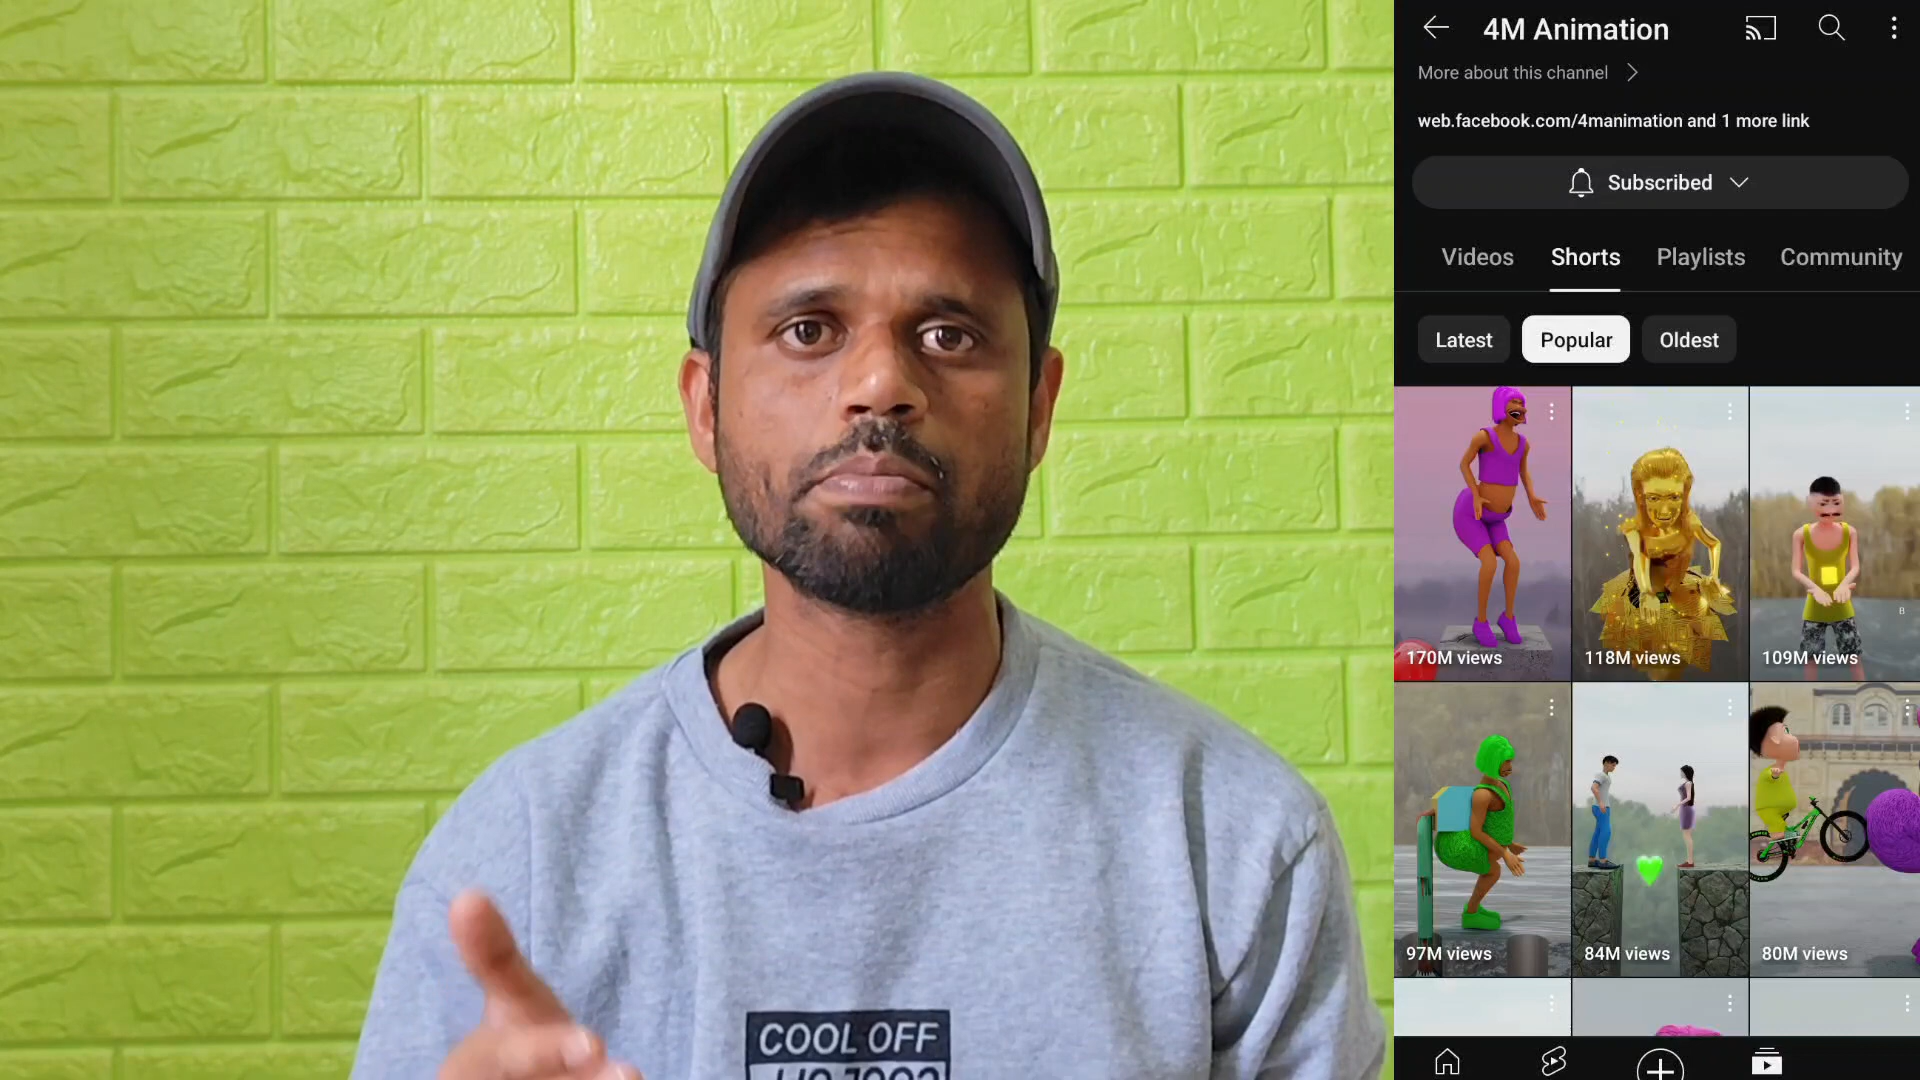 4M Animation
More about this channel
web.facebook.com/4manimation and 1 more link
Subscribed
Videos Shorts Playlists Community
Latest Popular Oldest
170M views 118M views 109M views
B
97M views 84M views 80M views
COOL OFF